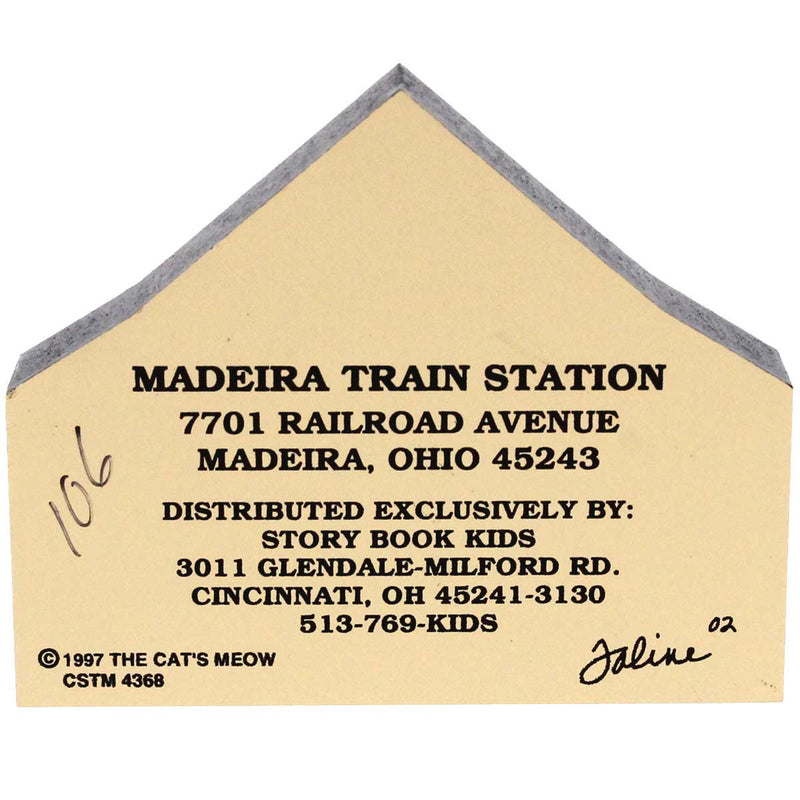 MADEIRA TRAIN STATION
7701 RAILROAD AVENUE
MADEIRA, OHIO 45243
106
DISTRIBUTED EXCLUSIVELY BY:
STORY BOOK KIDS
3011 GLENDALE-MILFORD RD.
CINCINNATI, OH 45241-3130
513-769-KIDS
© 1997 THE CAT'S MEOW
CSTM 4368
Faline 02